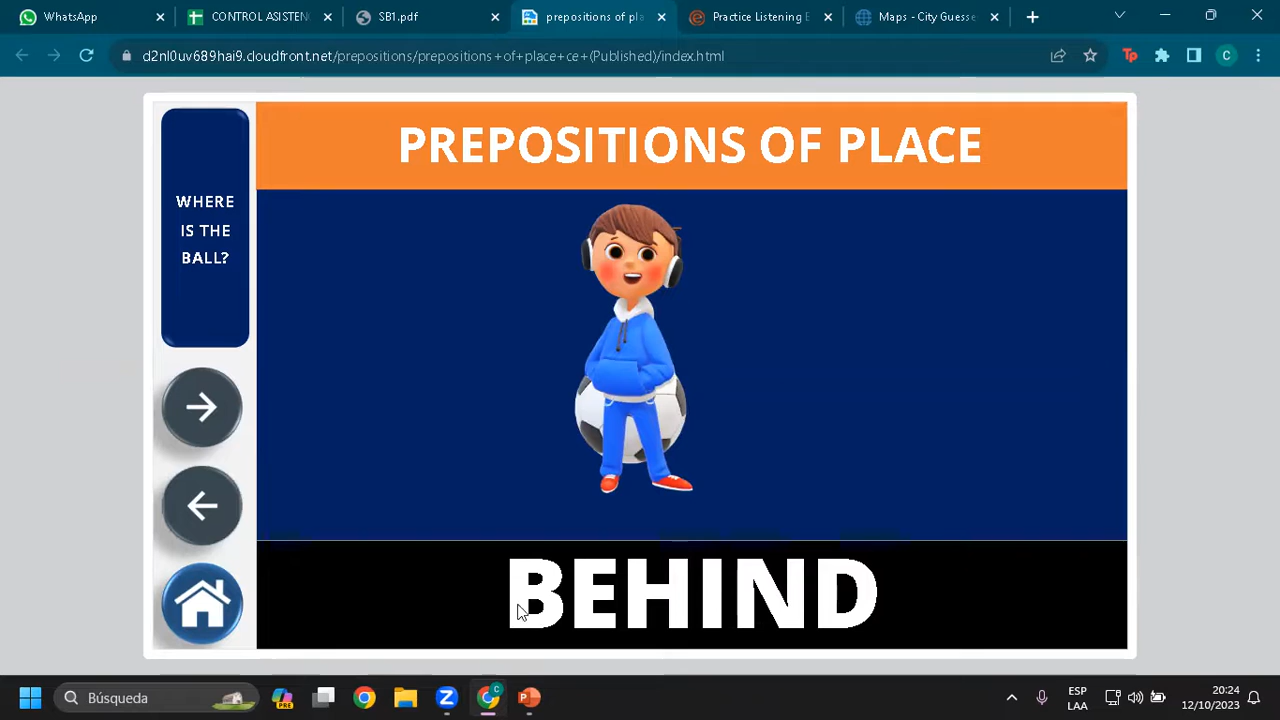 WhatsApp
CONTROL ASISTEN
SB1.pdf
prepositions of pla
Practice Listening E
Maps - City Guesse
d2nl0uv689hai9.cloudfront.net/prepositions/prepositions+of+place+ce+(Published)/index.html
Tp
C
WHERE
IS THE
BALL?
PREPOSITIONS OF PLACE
BEHIND
Búsqueda
PRE
C
ESP
LAA
20:24
12/10/2023